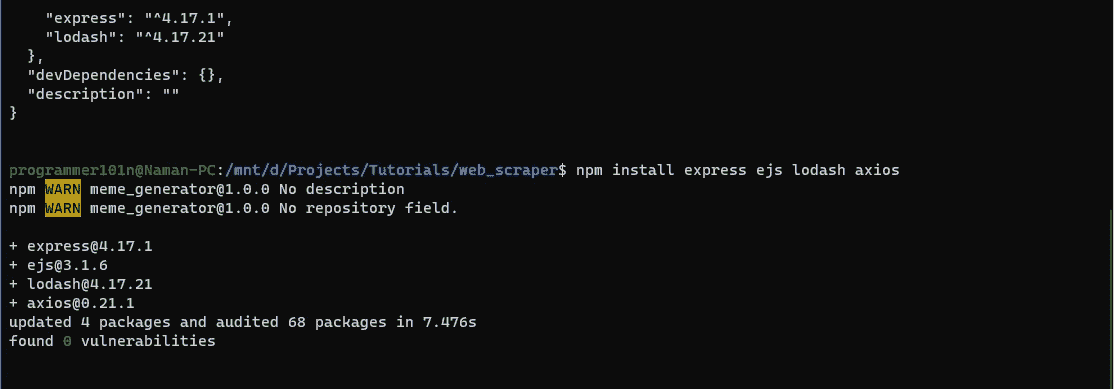 "express": "^4.17.1",
"lodash": "^4.17.21"
},
"devDependencies": {},
"description": ""
}
programmer101n@Naman-PC:/mnt/d/Projects/Tutorials/web_scraper$ npm install express ejs lodash axios
npm WARN meme_generator@1.0.0 No description
npm WARN meme_generator@1.0.0 No repository field.
+ express@4.17.1
+ ejs@3.1.6
+ lodash@4.17.21
+ axios@0.21.1
updated 4 packages and audited 68 packages in 7.476s
found 0 vulnerabilities